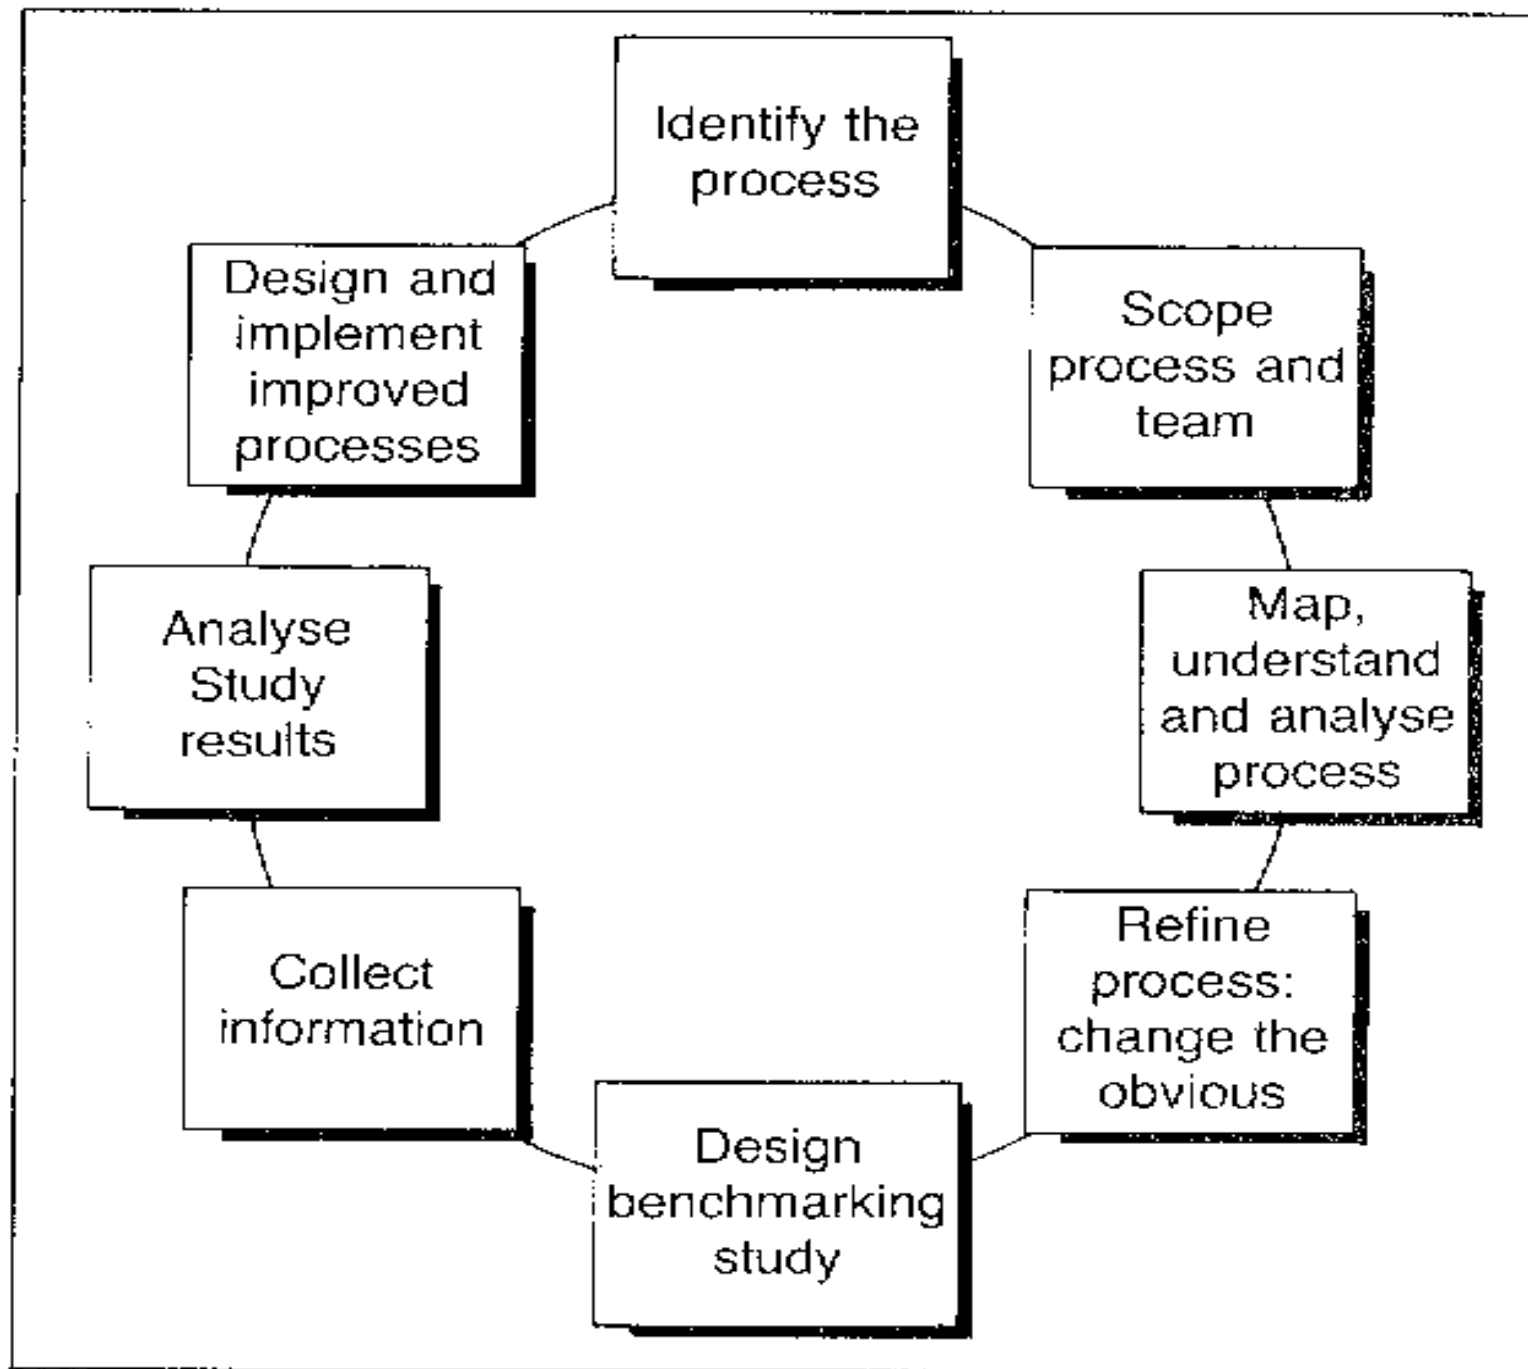 Identify the
process
Scope
process and
team
Map,
understand
and analyse
process
Refine
process:
change the
obvious
Design
benchmarking
study
Collect
information
Analyse
Study
results
Design and
implement
improved
processes